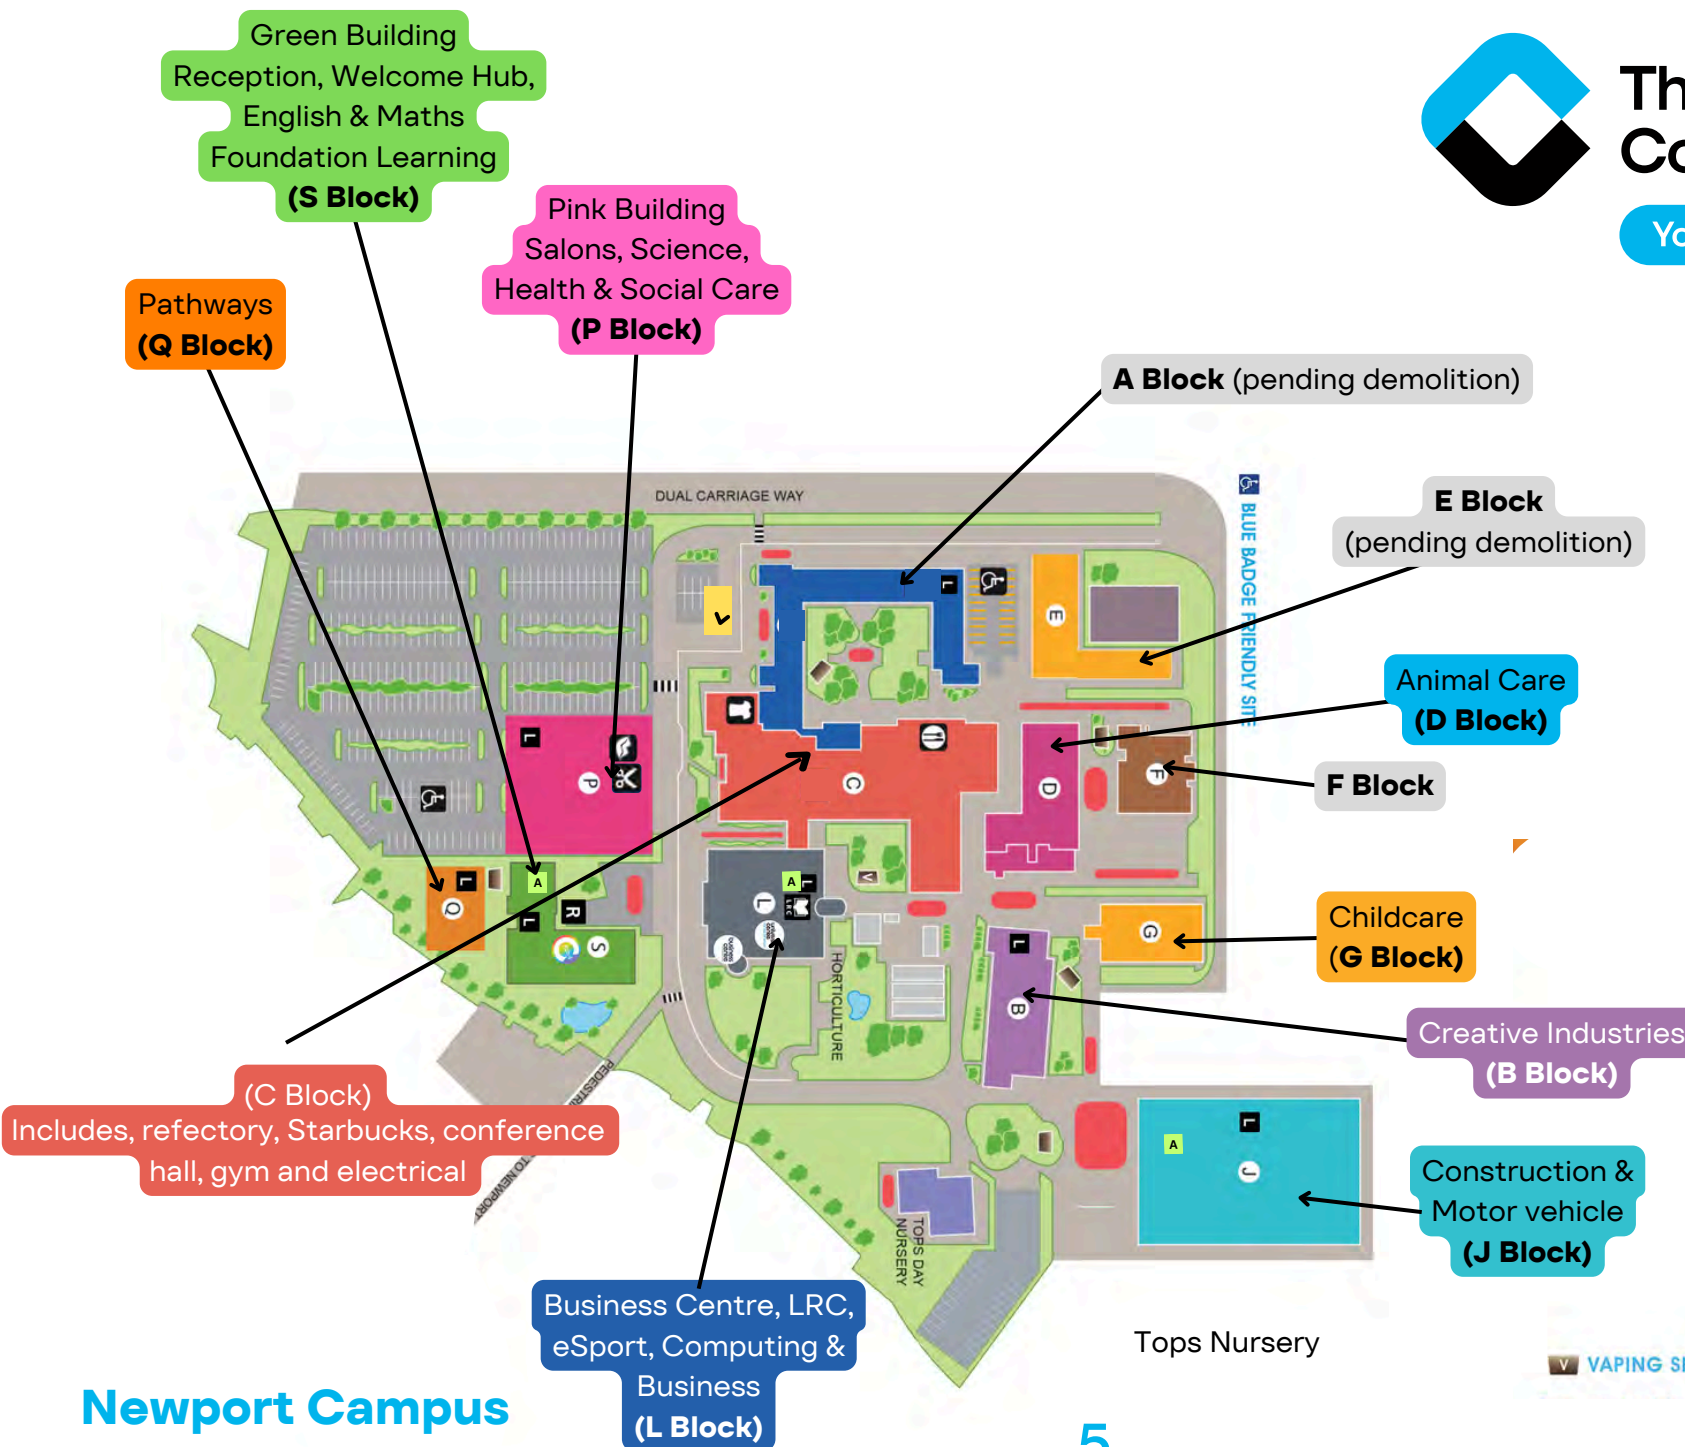 Green Building
Reception, Welcome Hub,
English & Maths
Foundation Learning
(S Block)
Pink Building
Salons, Science,
Health & Social Care
(P Block)
Pathways
(Q Block)
A Block (pending demolition)
E Block
(pending demolition)
Animal Care
(D Block)
F Block
Childcare
(G Block)
Creative Industries
(B Block)
Construction &
Motor vehicle
(J Block)
(C Block)
Includes, refectory, Starbucks, conference
hall, gym and electrical
Business Centre, LRC,
eSport, Computing &
Business
(L Block)
DUAL CARRIAGE WAY
BLUE BADGE FRIENDLY SITE
L
E
L
P
C
D
F
L
Q
A
L
R
S
A
L
LRC
L
V
HORTICULTURE
L
B
G
L
A
J
TO NEWPORT
TOPS DAY
NURSERY
Tops Nursery
V
Newport Campus
5